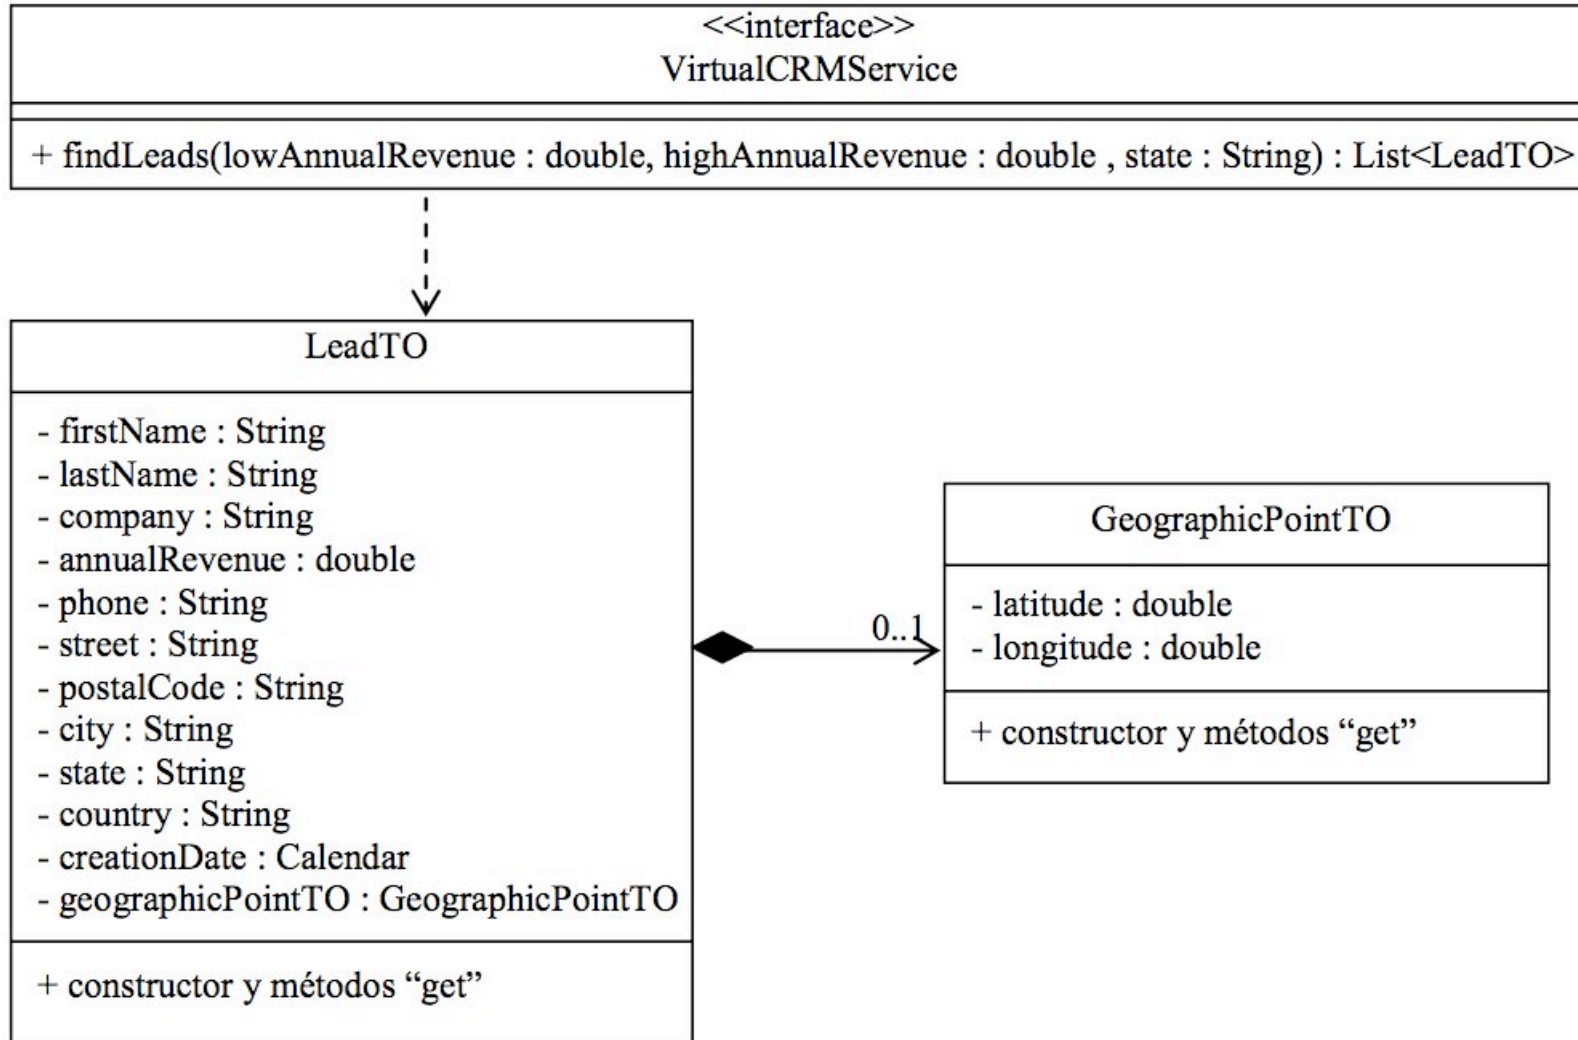 <<interface>>
VirtualCRMService
+ findLeads(lowAnnualRevenue : double, highAnnualRevenue : double , state : String) : List<LeadTO>
LeadTO
- firstName : String
- lastName : String
- company : String
- annualRevenue : double
- phone : String
- street : String
- postalCode : String
- city : String
- state : String
- country : String
- creationDate : Calendar
- geographicPointTO : GeographicPointTO
+ constructor y métodos “get”
0..1
GeographicPointTO
- latitude : double
- longitude : double
+ constructor y métodos “get”